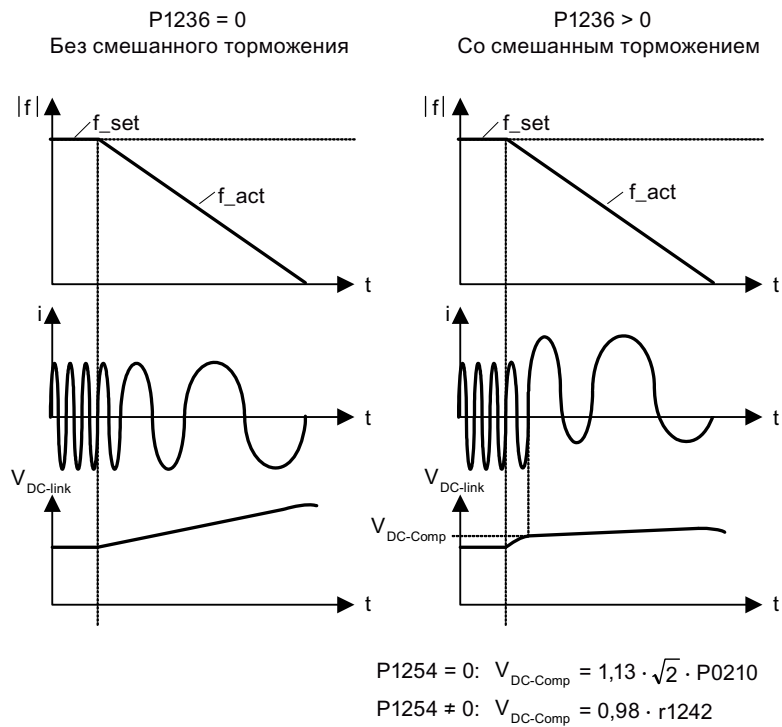 P1236 = 0
Без смешанного торможения
|f|
f_set
f_act
t
i
t
V DC-link
t
P1236 > 0
Со смешанным торможением
|f|
f_set
f_act
t
i
t
V DC-link
V DC-Comp
t
P1254 = 0: V DC-Comp = 1,13 · √2 · P0210
P1254 ≠ 0: V DC-Comp = 0,98 · r1242